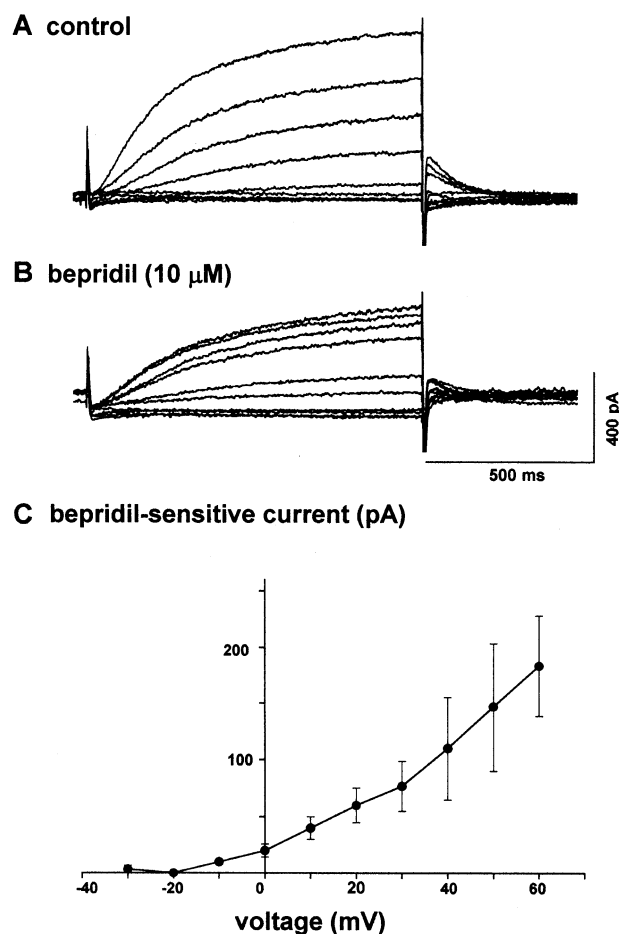 A control
B bepridil (10 μM)
400 pA
500 ms
C bepridil-sensitive current (pA)
200
100
-40 -20 0 20 40 60
voltage (mV)